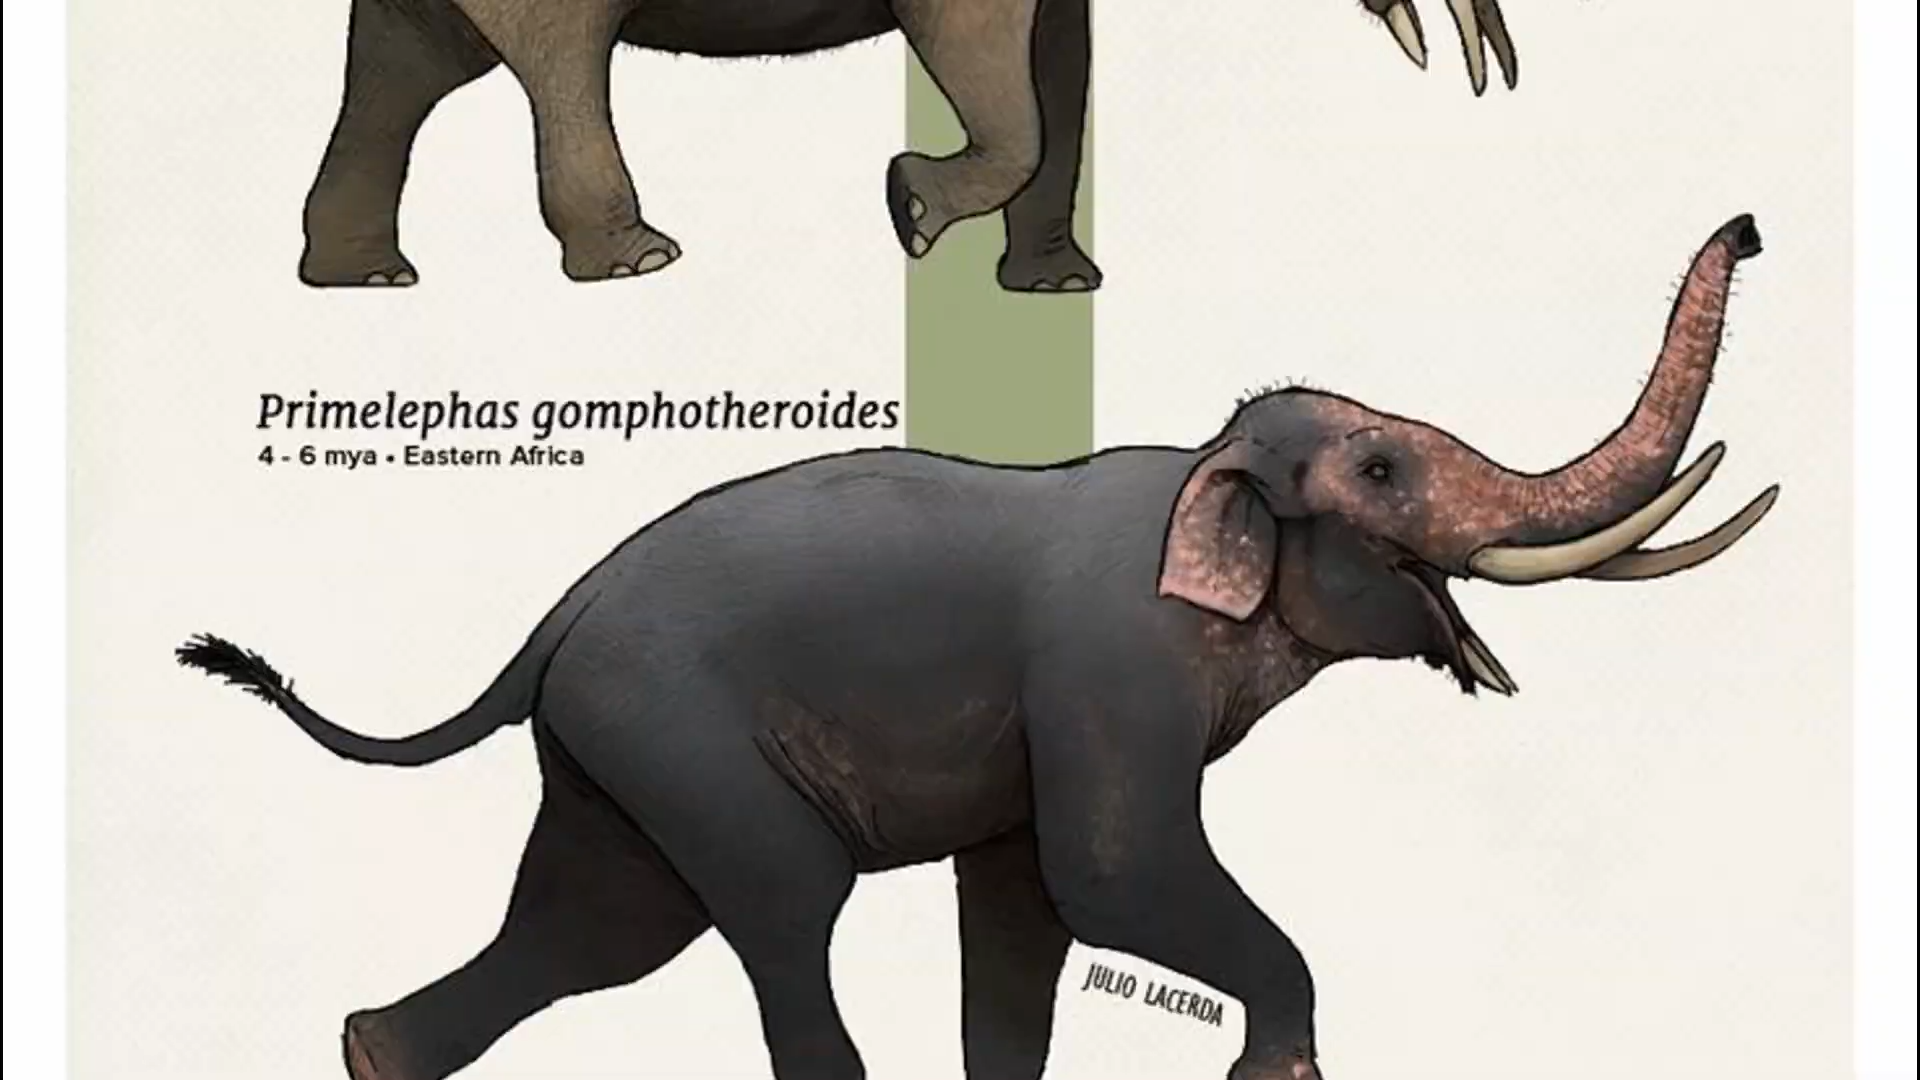 Primelephas gomphotheroides
4 - 6 mya • Eastern Africa
JULIO LACERDA